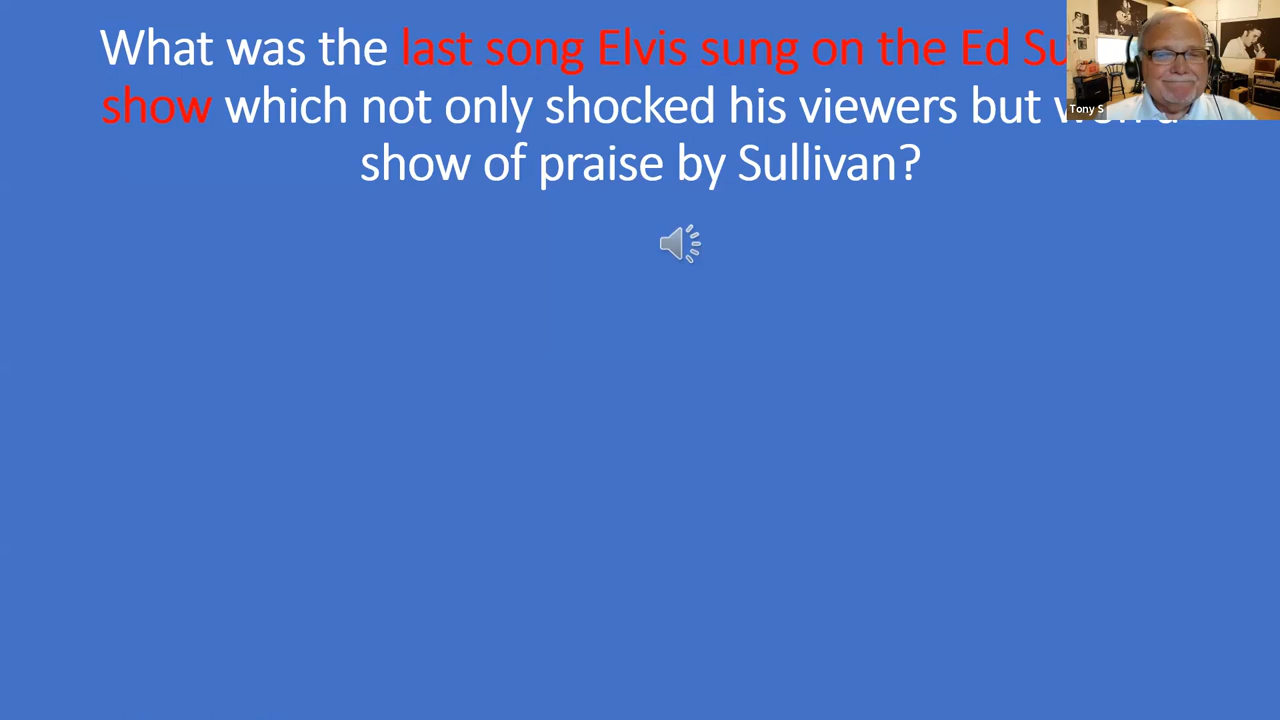 What was the last song Elvis sung on the Ed
show which not only shocked his viewers but
show of praise by Sullivan?
Tony S